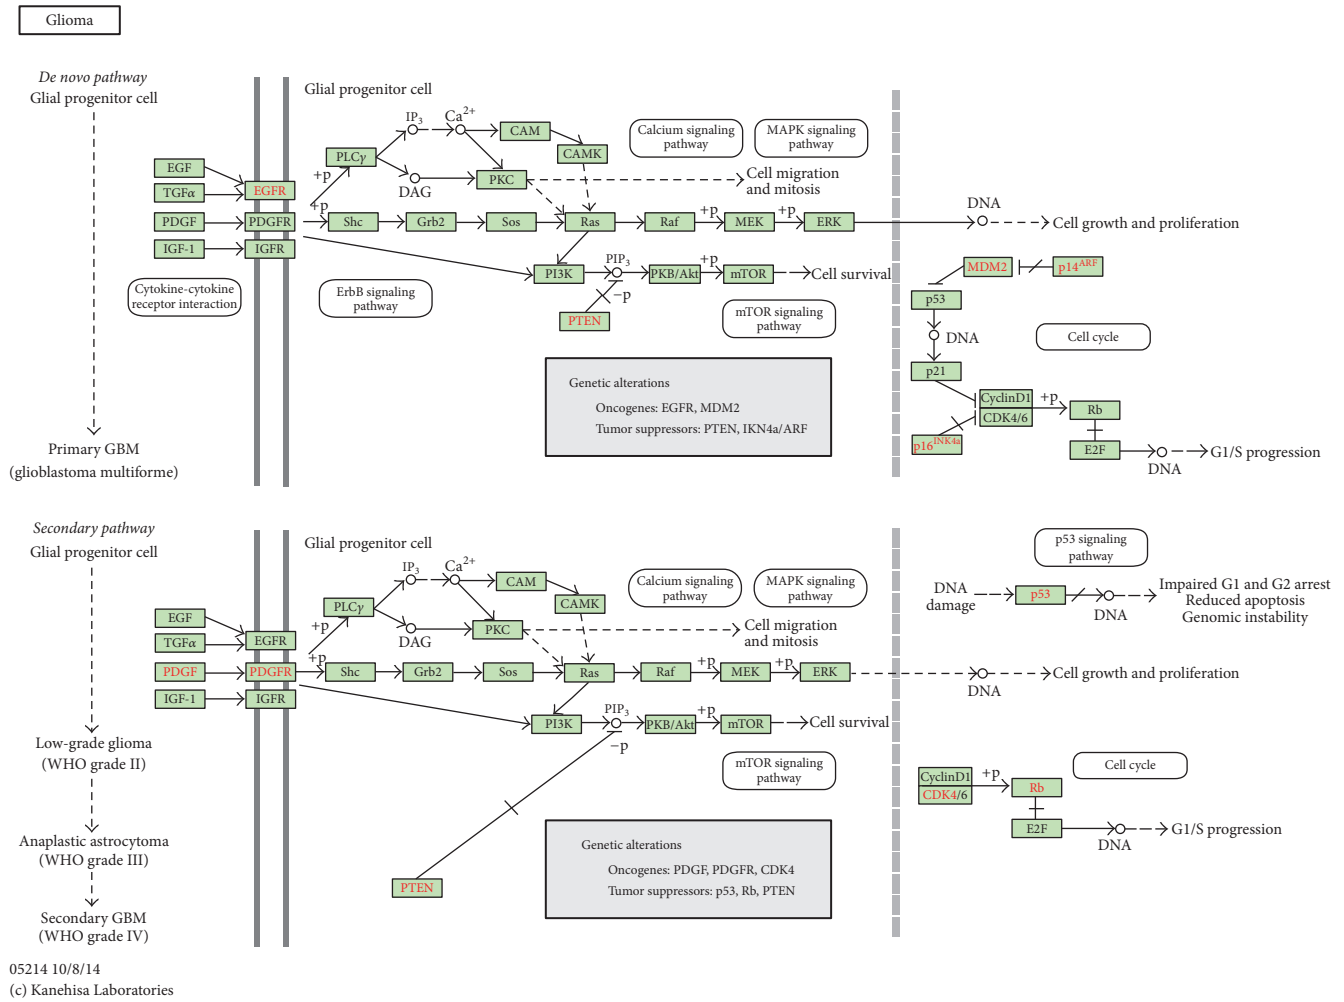 Glioma
De novo pathway
Glial progenitor cell
Primary GBM
(glioblastoma multiforme)
Glial progenitor cell
EGF
TGFα
PDGF
IGF-1
EGFR
PDGFR
IGFR
Cytokine-cytokine
receptor interaction
+p
+p
PLCγ
IP3
Ca2+
DAG
CAM
CAMK
PKC
Calcium signaling
pathway
MAPK signaling
pathway
Cell migration
and mitosis
Shc
Grb2
Sos
Ras
Raf
+p
MEK
+p
ERK
DNA
Cell growth and proliferation
PI3K
PIP3
−p
PKB/Akt
+p
mTOR
Cell survival
PTEN
ErbB signaling
pathway
mTOR signaling
pathway
MDM2
p14ARF
p53
DNA
p21
Cell cycle
CyclinD1
CDK4/6
+p
Rb
p16INK4a
E2F
DNA
G1/S progression
Genetic alterations
Oncogenes: EGFR, MDM2
Tumor suppressors: PTEN, IKN4a/ARF
Secondary pathway
Glial progenitor cell
Low-grade glioma
(WHO grade II)
Anaplastic astrocytoma
(WHO grade III)
Secondary GBM
(WHO grade IV)
Glial progenitor cell
EGF
TGFα
PDGF
IGF-1
EGFR
PDGFR
IGFR
+p
+p
PLCγ
IP3
Ca2+
DAG
CAM
CAMK
PKC
Calcium signaling
pathway
MAPK signaling
pathway
Cell migration
and mitosis
Shc
Grb2
Sos
Ras
Raf
+p
MEK
+p
ERK
DNA
Cell growth and proliferation
PI3K
PIP3
−p
PKB/Akt
+p
mTOR
Cell survival
PTEN
mTOR signaling
pathway
p53 signaling
pathway
DNA
damage
p53
DNA
Impaired G1 and G2 arrest
Reduced apoptosis
Genomic instability
Cell cycle
CyclinD1
CDK4/6
+p
Rb
E2F
DNA
G1/S progression
Genetic alterations
Oncogenes: PDGF, PDGFR, CDK4
Tumor suppressors: p53, Rb, PTEN
05214 10/8/14
(c) Kanehisa Laboratories